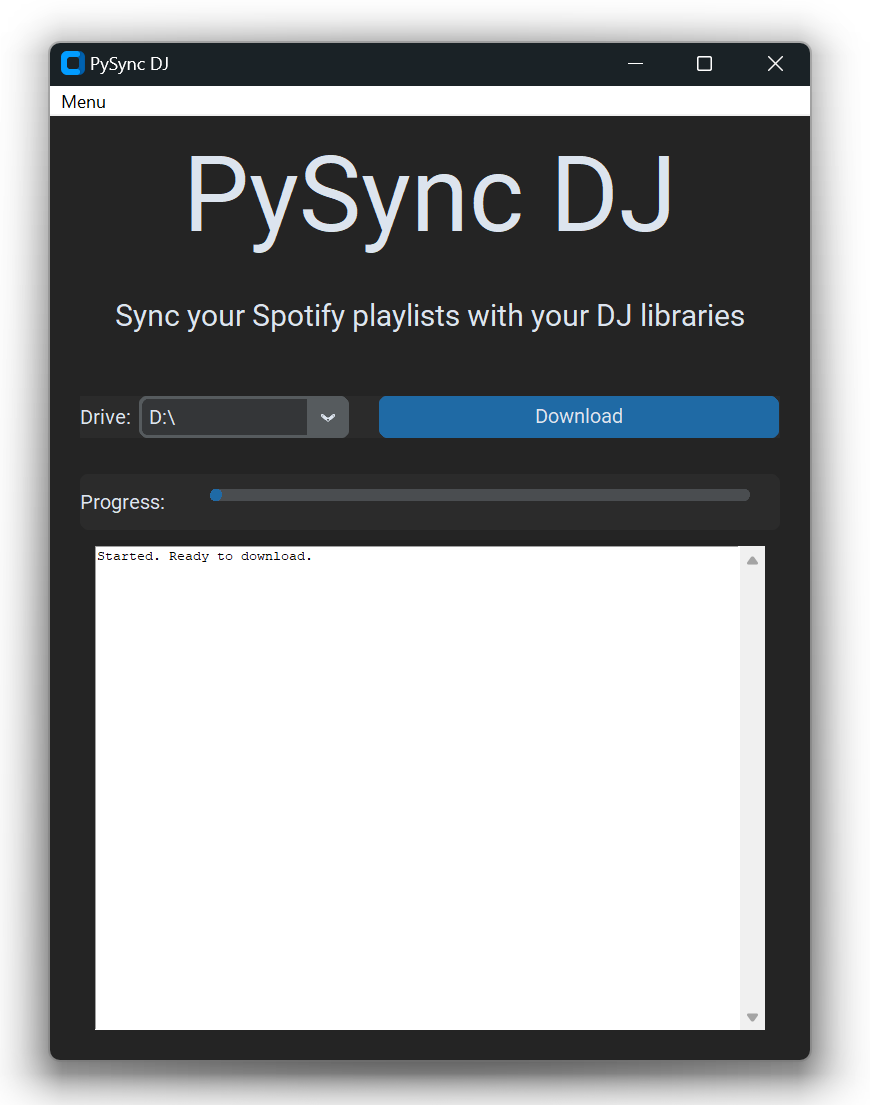 PySync DJ
Menu
PySync DJ
Sync your Spotify playlists with your DJ libraries
Drive: D:\ Download
Progress:
Started. Ready to download.